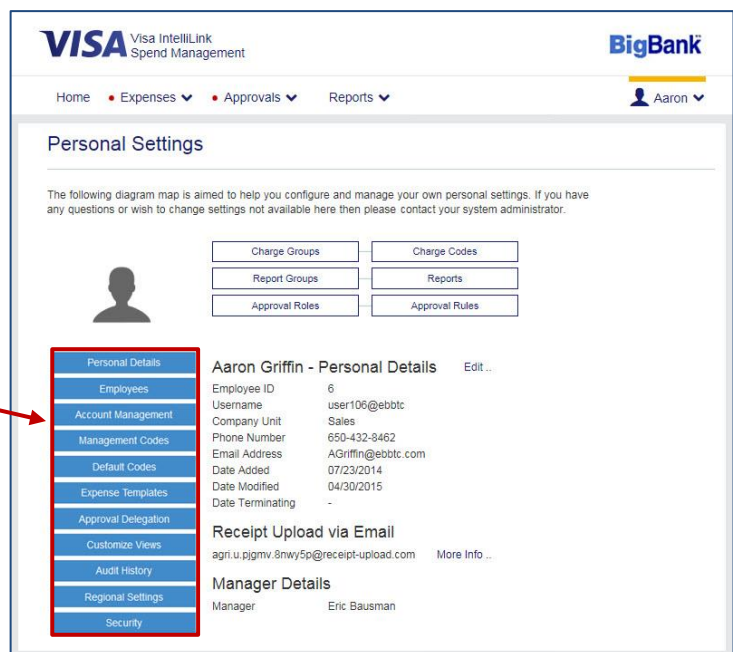 VISA Visa IntelliLink
Spend Management
BigBank
Home • Expenses • Approvals Reports Aaron
Personal Settings
The following diagram map is aimed to help you configure and manage your own personal settings. If you have
any questions or wish to change settings not available here then please contact your system administrator.
Charge Groups Charge Codes
Report Groups Reports
Approval Roles Approval Rules
Personal Details
Employees
Account Management
Management Codes
Default Codes
Expense Templates
Approval Delegation
Customize Views
Audit History
Regional Settings
Security
Aaron Griffin - Personal Details Edit ..
Employee ID 6
Username user106@ebbtc
Company Unit Sales
Phone Number 650-432-8462
Email Address AGriffin@ebbtc.com
Date Added 07/23/2014
Date Modified 04/30/2015
Date Terminating -
Receipt Upload via Email
agri.u.pjgmv.8nwy5p@receipt-upload.com More Info ..
Manager Details
Manager Eric Bausman